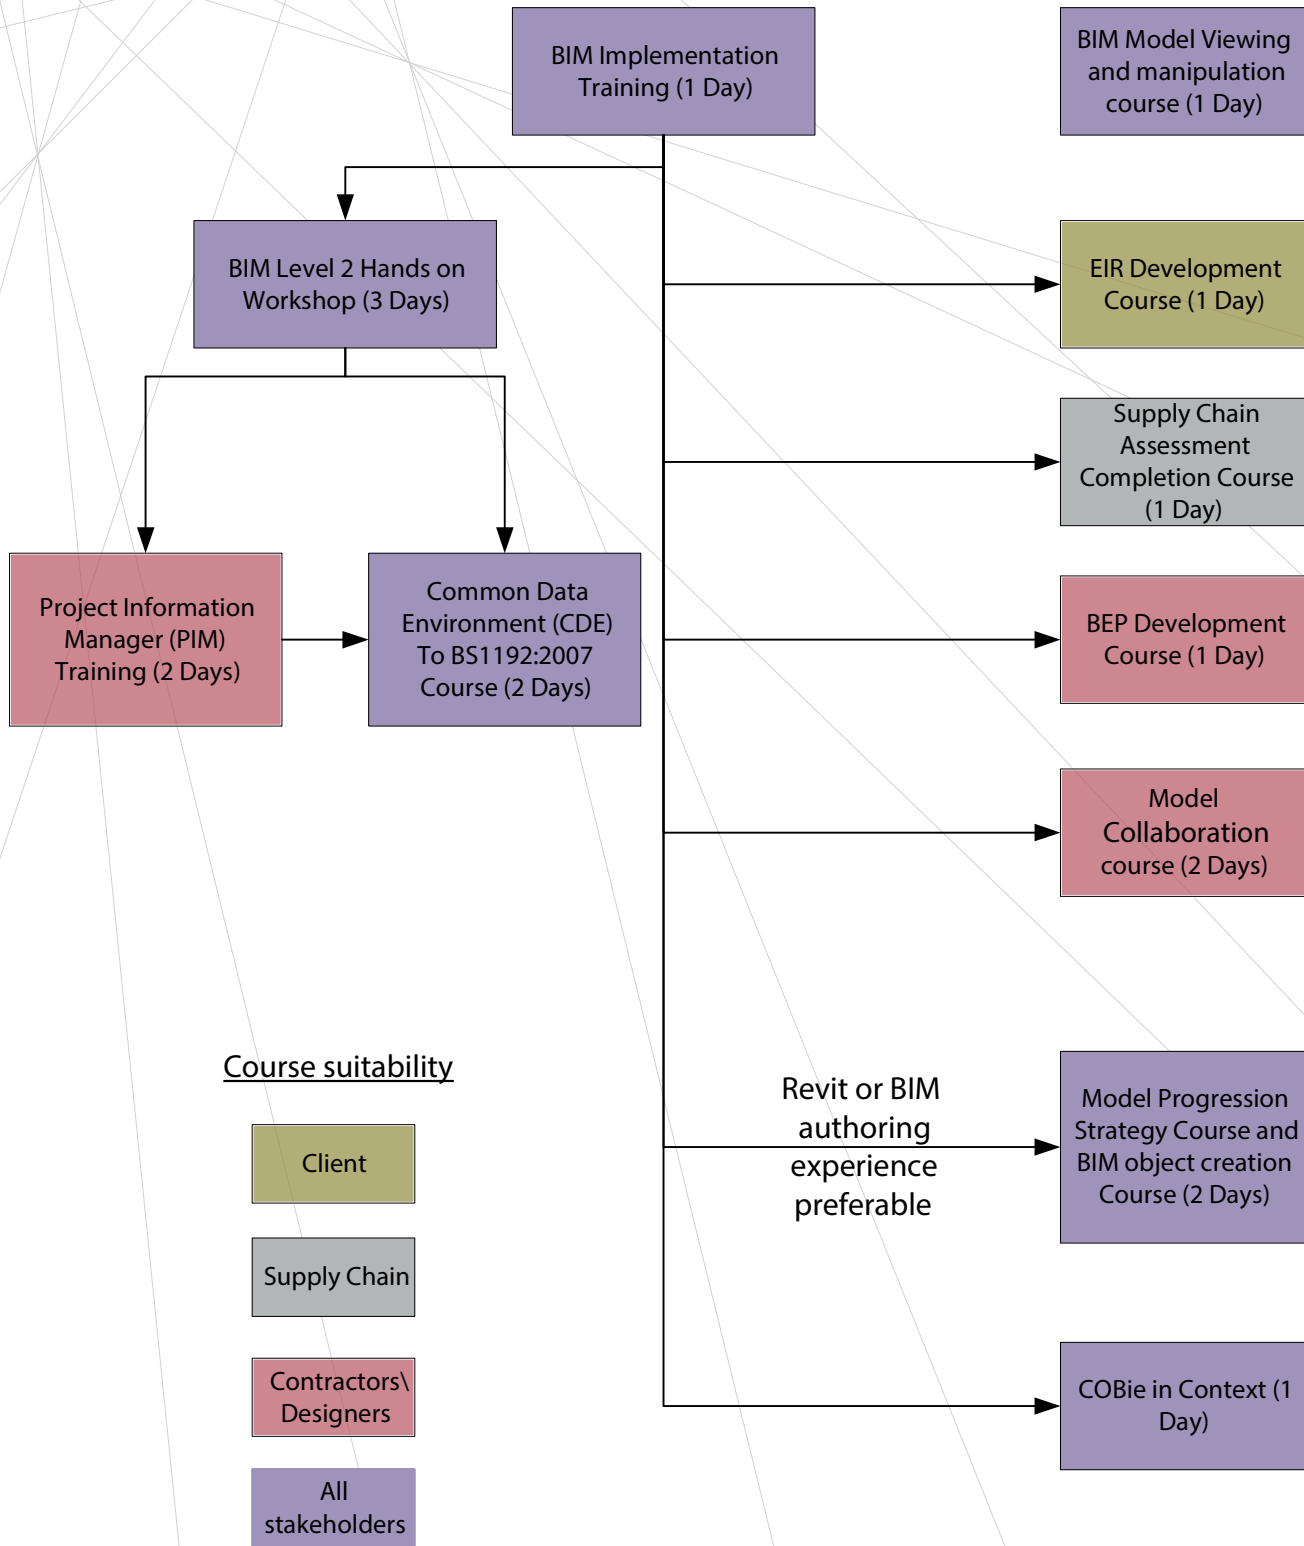 BIM Implementation
Training (1 Day)
BIM Model Viewing
and manipulation
course (1 Day)
BIM Level 2 Hands on
Workshop (3 Days)
EIR Development
Course (1 Day)
Supply Chain
Assessment
Completion Course
(1 Day)
Project Information
Manager (PIM)
Training (2 Days)
Common Data
Environment (CDE)
To BS1192:2007
Course (2 Days)
BEP Development
Course (1 Day)
Model
Collaboration
course (2 Days)
Course suitability
Client
Supply Chain
Contractors\
Designers
All
stakeholders
Revit or BIM
authoring
experience
preferable
Model Progression
Strategy Course and
BIM object creation
Course (2 Days)
COBie in Context (1
Day)